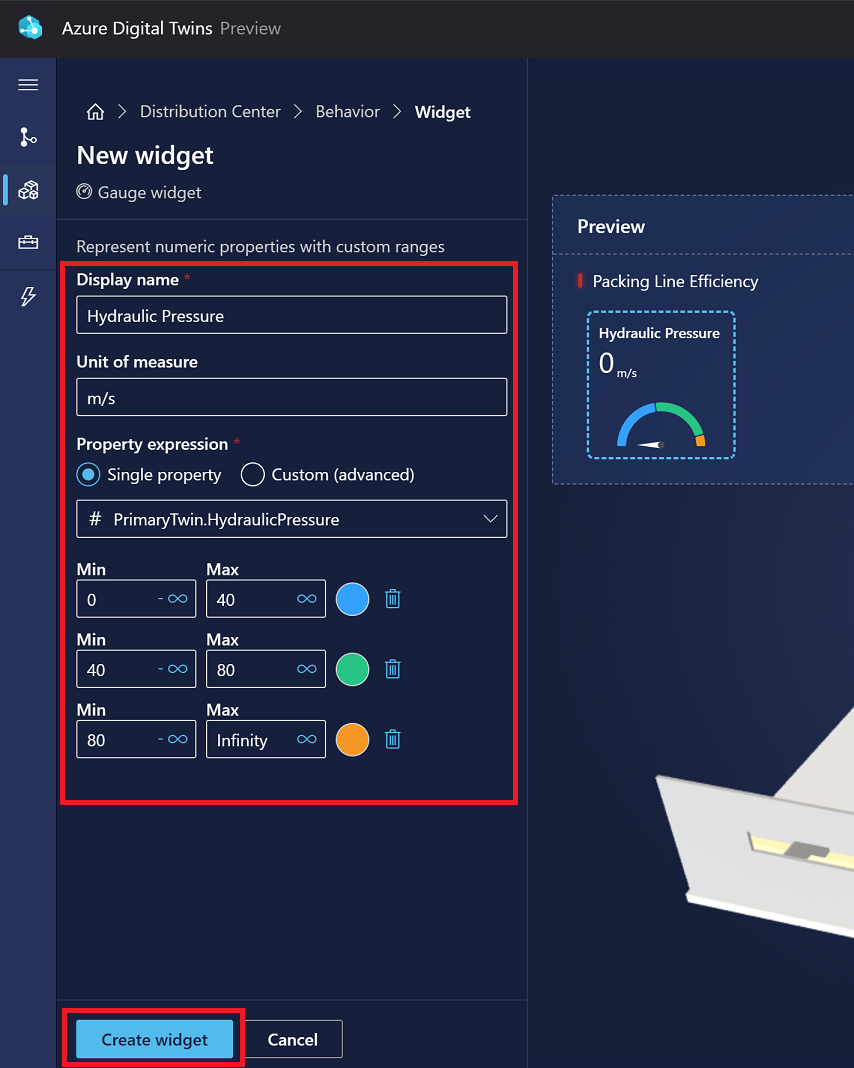 Azure Digital Twins Preview
Distribution Center Behavior Widget
New widget
Gauge widget
Represent numeric properties with custom ranges
Display name *
Hydraulic Pressure
Unit of measure
m/s
Property expression *
Single property Custom (advanced)
# PrimaryTwin.HydraulicPressure
Min Max
0 - ∞ 40 ∞
Min Max
40 - ∞ 80 ∞
Min Max
80 - ∞ Infinity ∞
Create widget Cancel
Preview
Packing Line Efficiency
Hydraulic Pressure
0 m/s